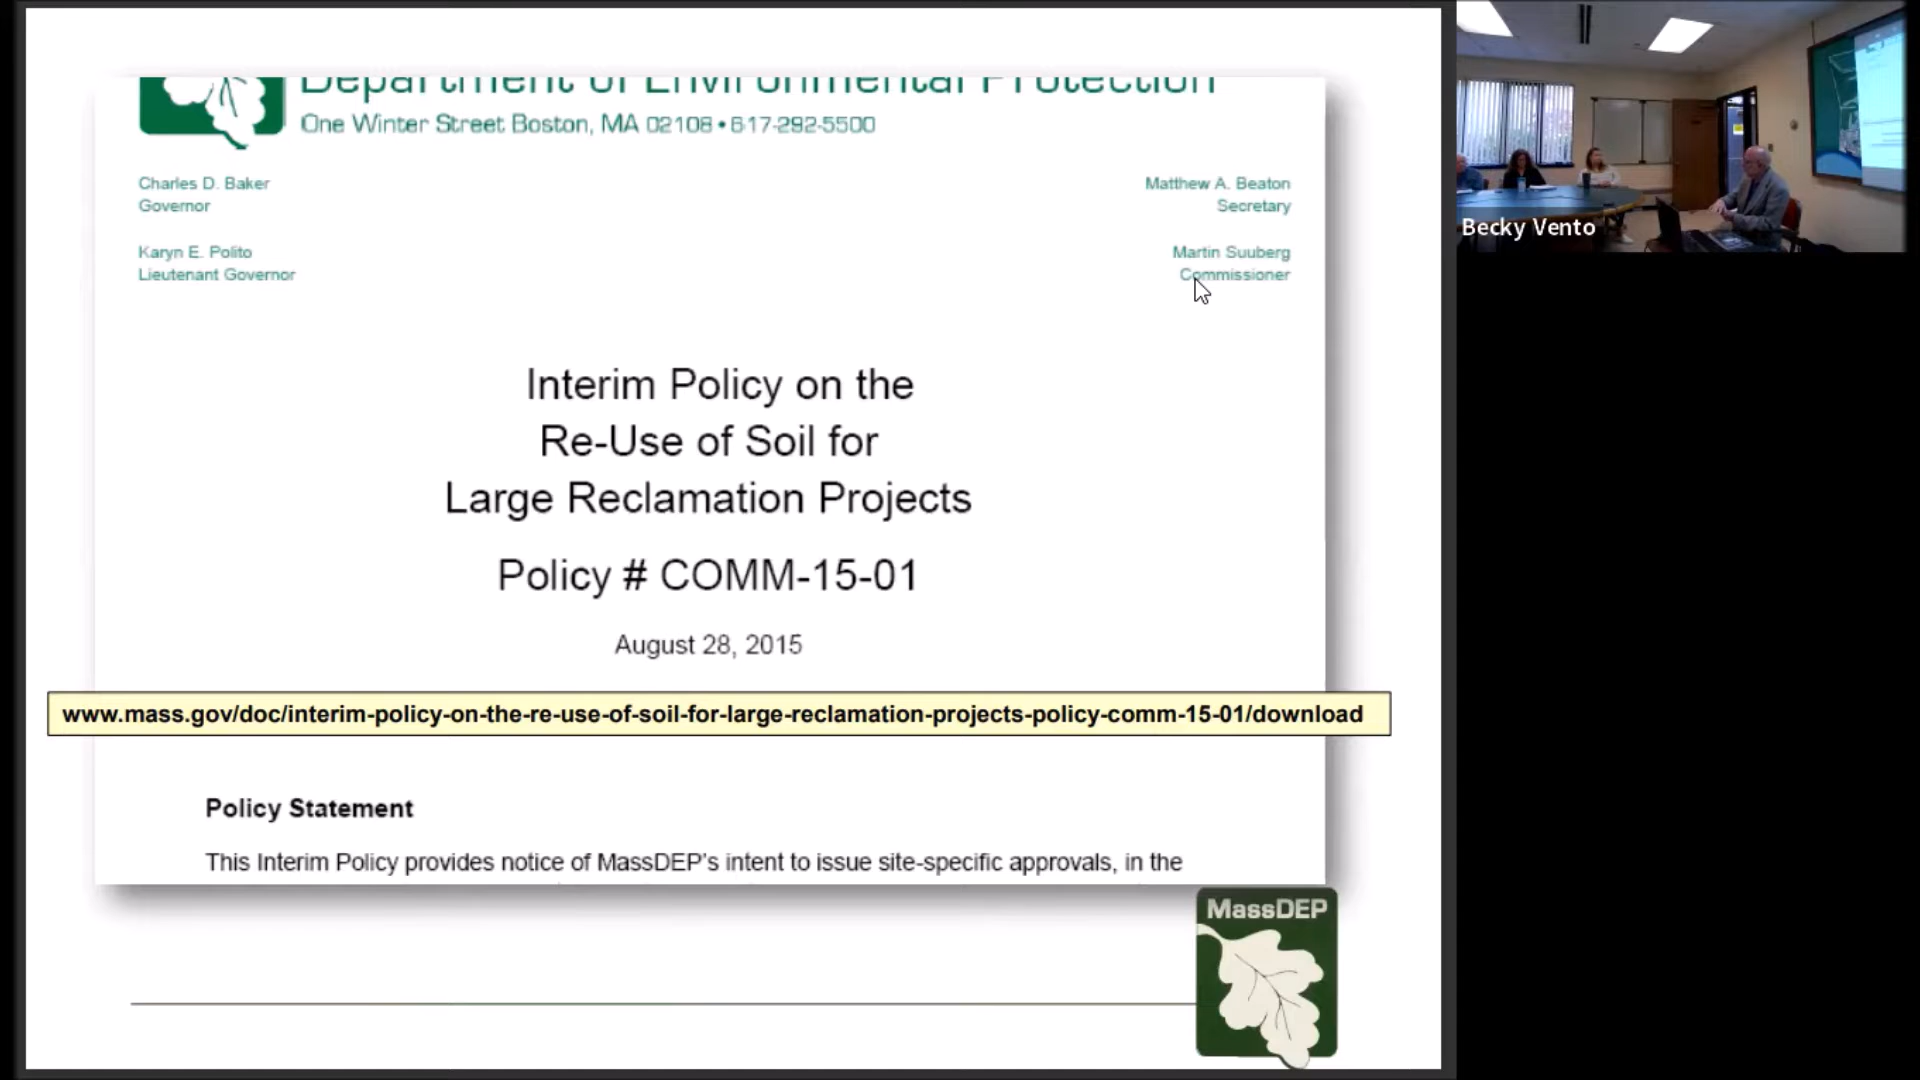 Department of Environmental Protection
One Winter Street Boston, MA 02108 • 617-292-5500
Charles D. Baker
Governor
Matthew A. Beaton
Secretary
Karyn E. Polito
Lieutenant Governor
Martin Suuberg
Commissioner
Interim Policy on the
Re-Use of Soil for
Large Reclamation Projects
Policy # COMM-15-01
August 28, 2015
www.mass.gov/doc/interim-policy-on-the-re-use-of-soil-for-large-reclamation-projects-policy-comm-15-01/download
Policy Statement
This Interim Policy provides notice of MassDEP's intent to issue site-specific approvals, in the
MassDEP
Becky Vento